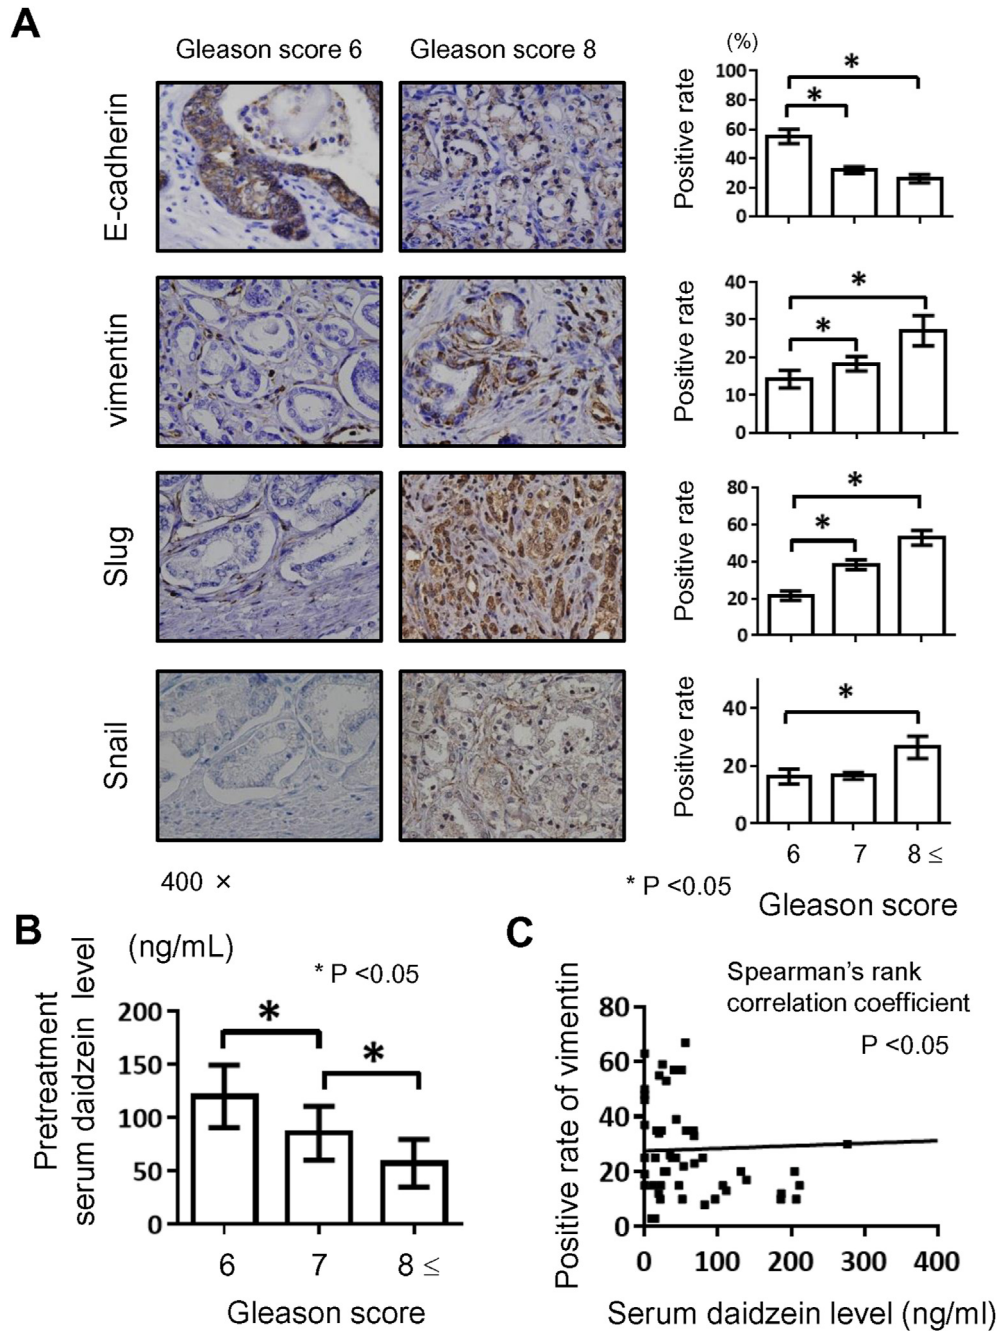 A
Gleason score 6
Gleason score 8
(%)
E-cadherin
Positive rate
100
80
60
40
20
0
*
*
vimentin
Positive rate
40
30
20
10
0
*
*
Slug
Positive rate
80
60
40
20
0
*
*
Snail
Positive rate
40
20
0
*
6 7 8 ≤
400 ×
* P <0.05
Gleason score
B
(ng/mL)
* P <0.05
Pretreatment
serum daidzein level
200
150
100
50
0
*
*
6 7 8 ≤
Gleason score
C
Spearman's rank
correlation coefficient
P <0.05
Positive rate of vimentin
80
60
40
20
0
0 100 200 300 400
Serum daidzein level (ng/ml)